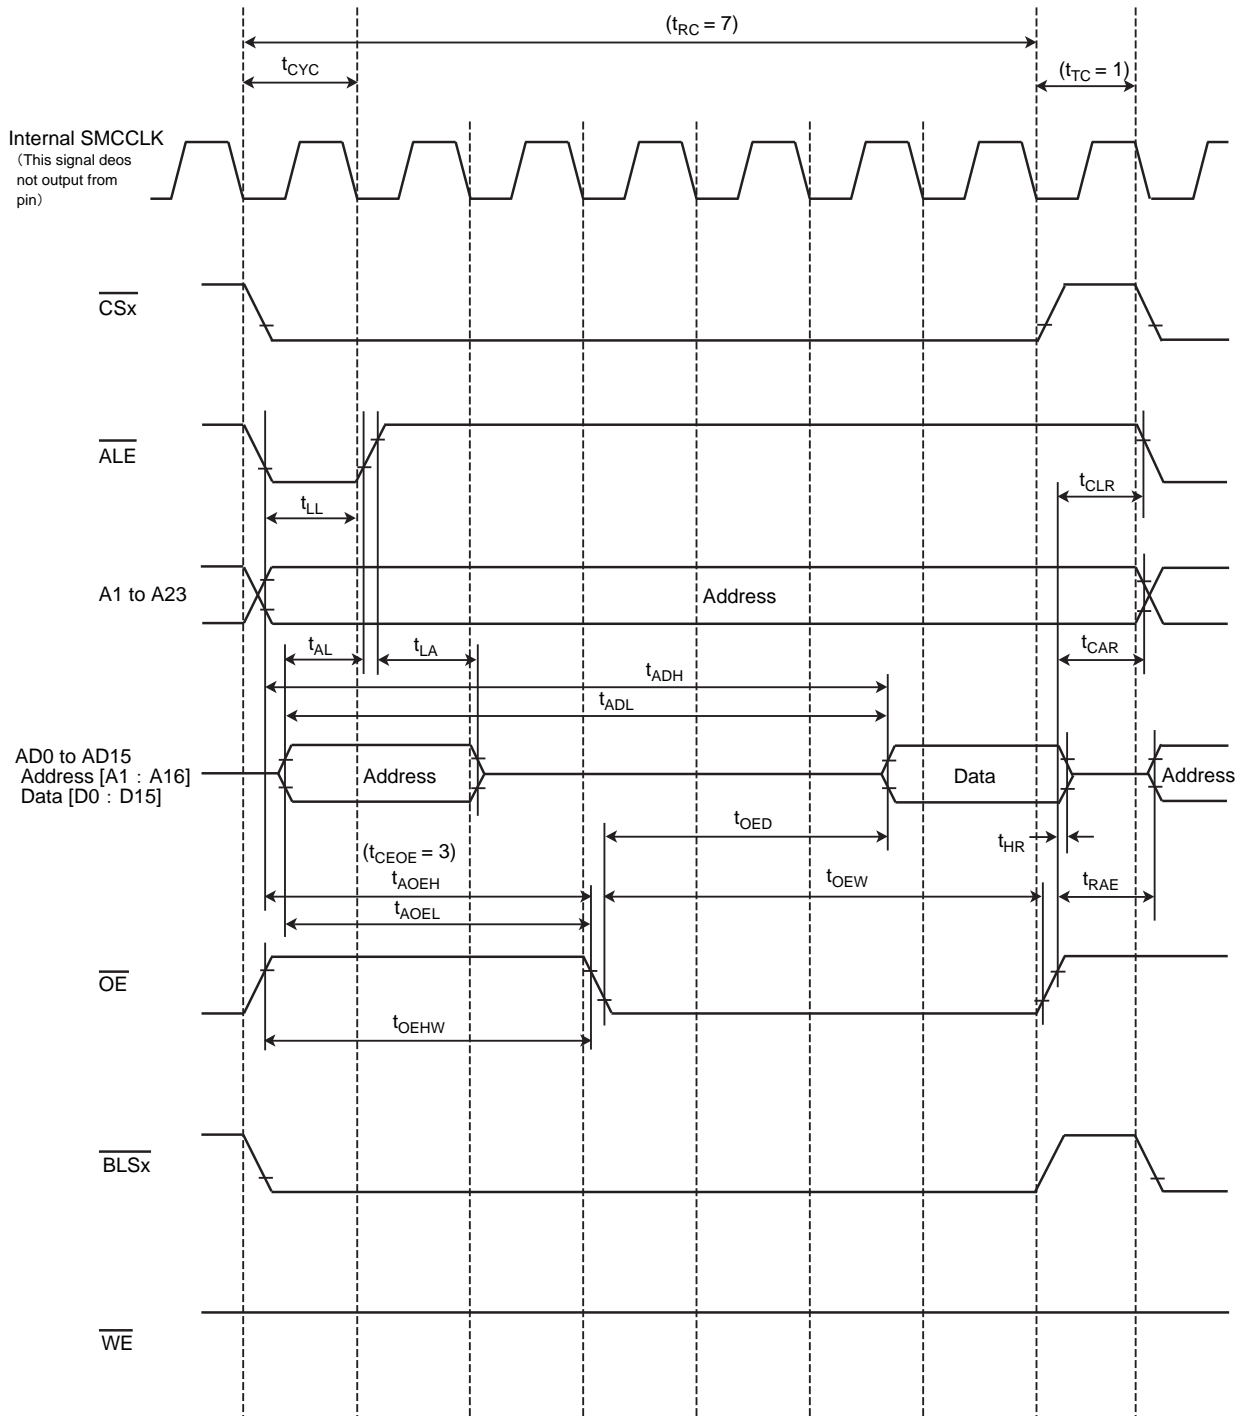 (tRC = 7)
tCYC
(tTC = 1)
Internal SMCCLK
(This signal deos
not output from
pin)
CSx
ALE
tLL
tCLR
A1 to A23
Address
tAL
tLA
tCAR
tADH
tADL
AD0 to AD15
Address [A1 : A16]
Data [D0 : D15]
Address
Data
Address
tOED
tHR
(tCEOE = 3)
tAOEH
tOEW
tRAE
tAOEL
OE
tOEHW
BLSx
WE